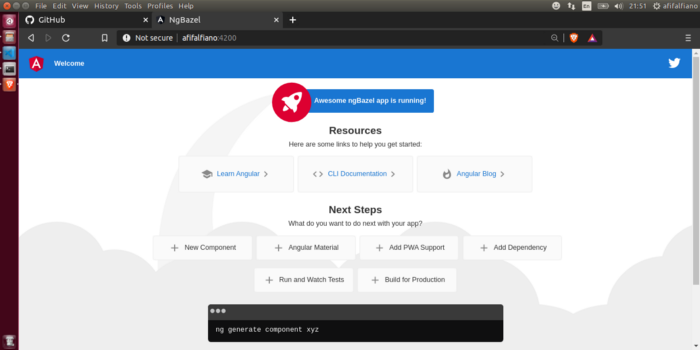 File Edit View History Tools Profiles Help
21:51 afifalfiano
GitHub
NgBazel
Not secure afifalfiano:4200
Welcome
Awesome ngBazel app is running!
Resources
Here are some links to help you get started:
Learn Angular
CLI Documentation
Angular Blog
Next Steps
What do you want to do next with your app?
New Component
Angular Material
Add PWA Support
Add Dependency
Run and Watch Tests
Build for Production
ng generate component xyz